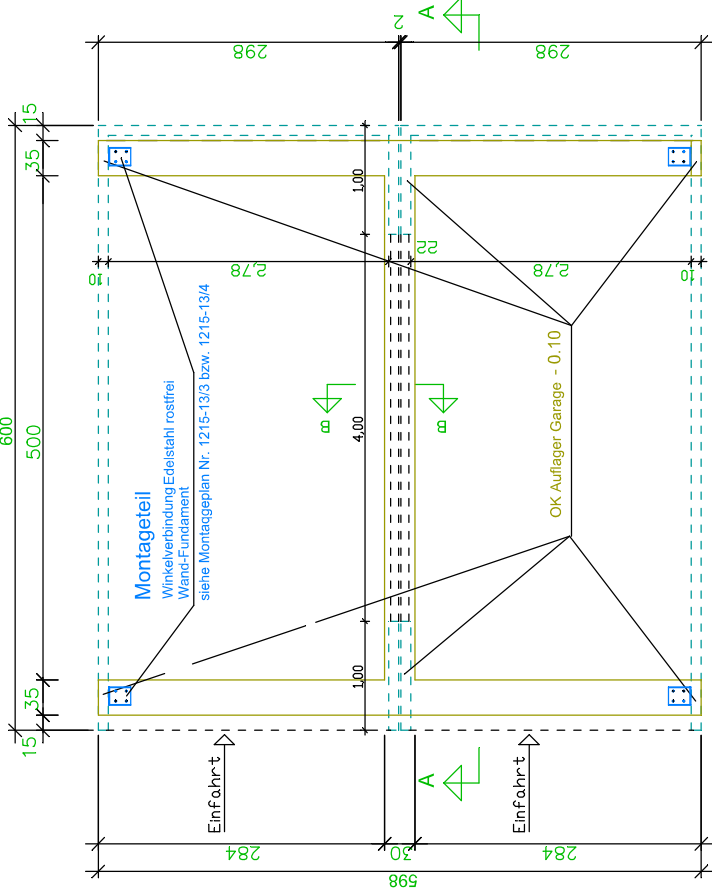 600
15
35
500
35
15
298
2
298
A
1,00
4,00
1,00
10
2,78
22
2,78
10
Montageteil
Winkelverbindung Edelstahl rostfrei
Wand-Fundament
siehe Montaqgeplan Nr. 1215-13/3 bzw. 1215-13/4
B
B
OK Auflager Garage - 0.10
Einfahrt
A
Einfahrt
284
30
284
598